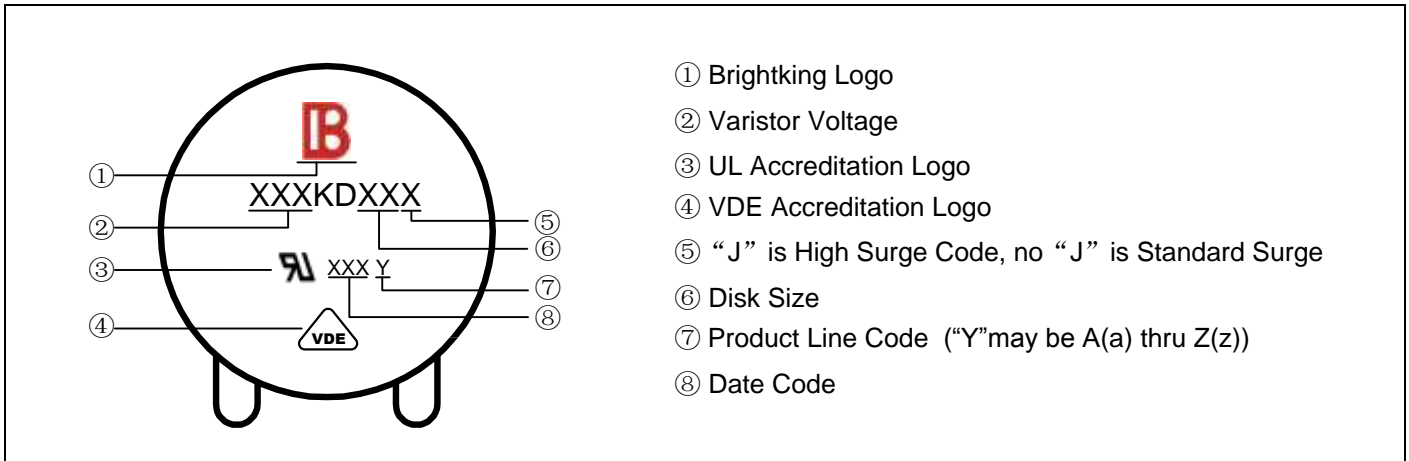 B
①
XXXKDXXX
②
⑤
⑥
③
RU XXX Y
⑦
⑧
④
VDE
① Brightking Logo
② Varistor Voltage
③ UL Accreditation Logo
④ VDE Accreditation Logo
⑤ “J” is High Surge Code, no “J” is Standard Surge
⑥ Disk Size
⑦ Product Line Code (“Y”may be A(a) thru Z(z))
⑧ Date Code